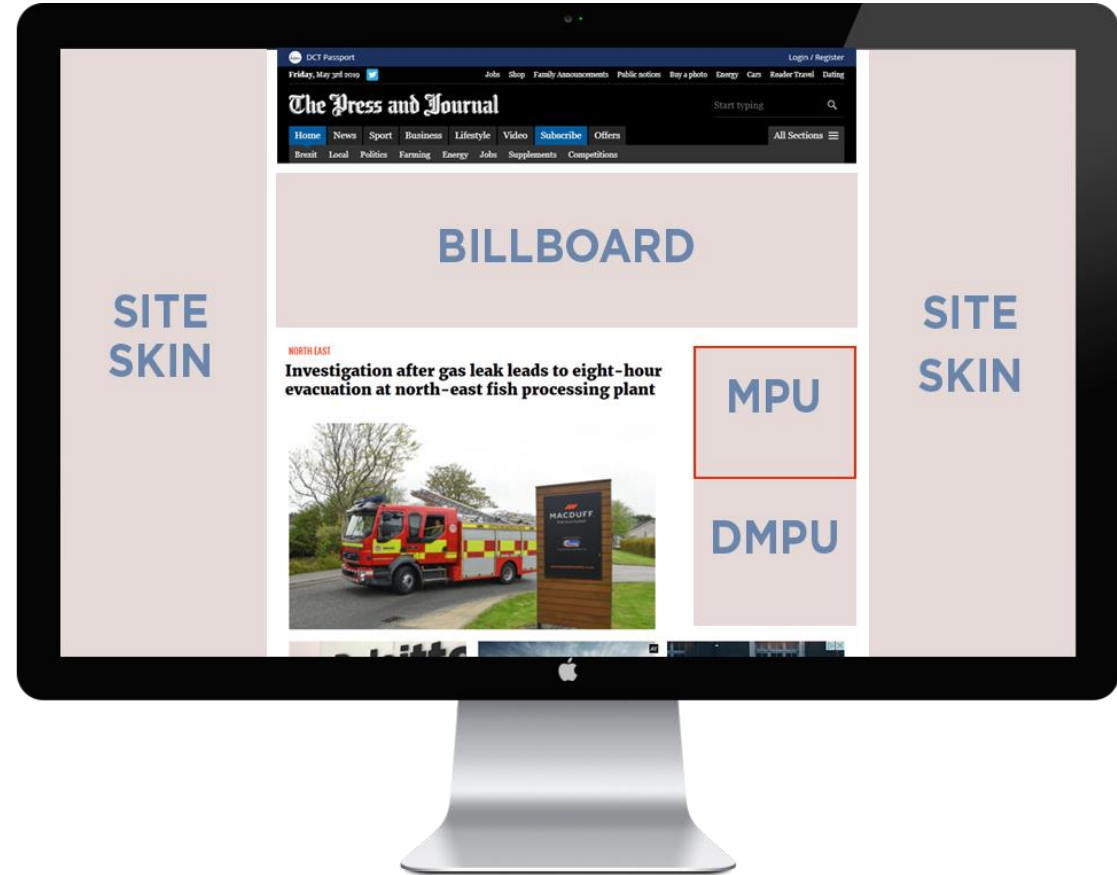 DCT Passport
Login / Register
Friday, May 3rd 2019
Jobs Shop Family Announcements Public notices Buy a photo Energy Cars Reader Travel Dating
The Press and Journal
Start typing
Home News Sport Business Lifestyle Video Subscribe Offers
All Sections
Brexit Local Politics Farming Energy Jobs Supplements Competitions
BILLBOARD
SITE
SKIN
SITE
SKIN
NORTH EAST
Investigation after gas leak leads to eight-hour
evacuation at north-east fish processing plant
MPU
MACDUFF
DMPU